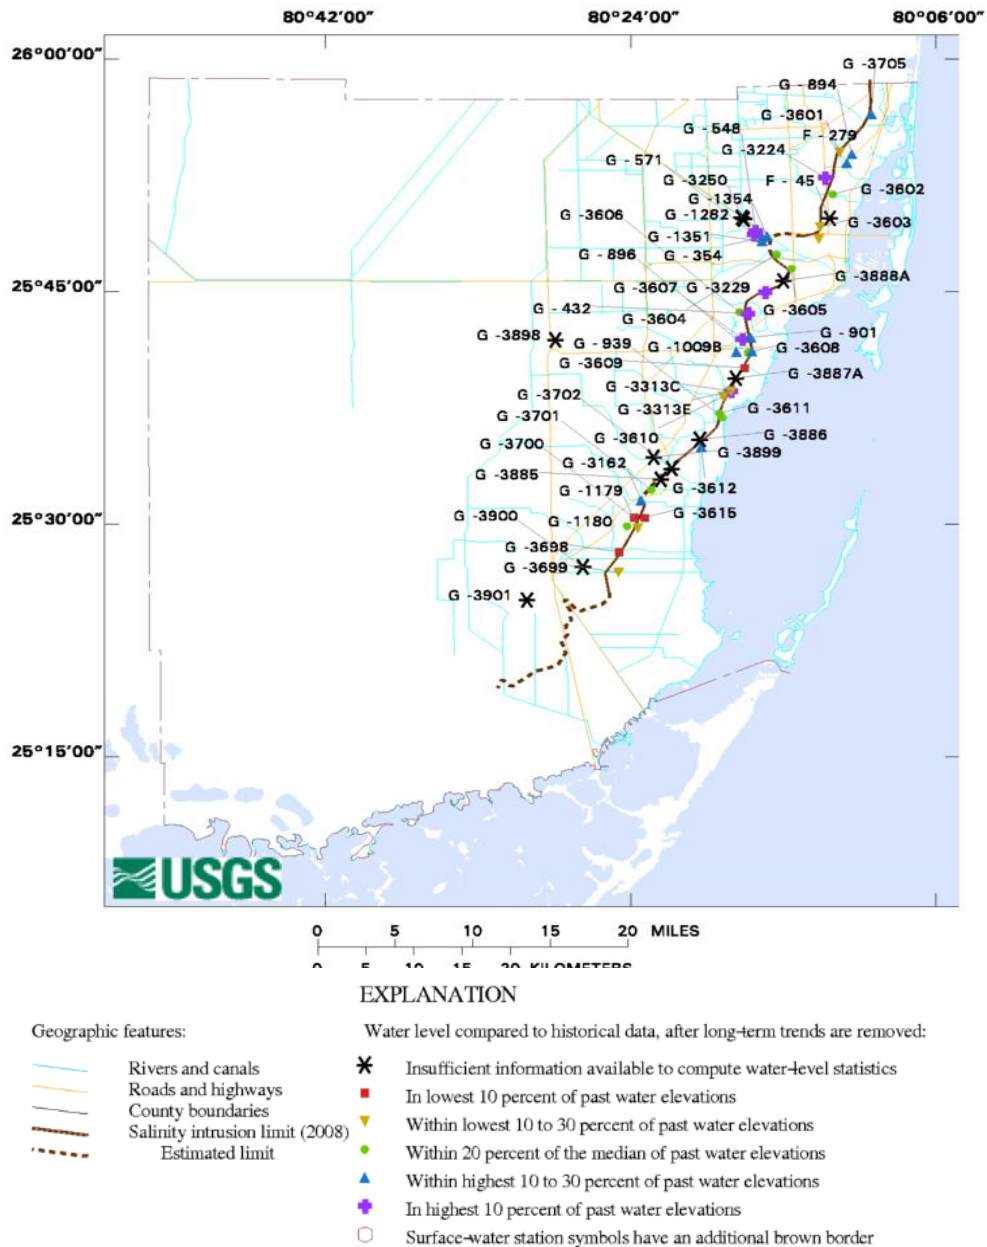 80°42′00″ 80°24′00″ 80°06′00″
26°00′00″
G -3705
G - 894
G -3601
F - 279
G - 548
G -3224
G - 571
G -3250
F - 45
G -3602
G -1354
G -3606
G -1282
G -3603
G -1351
G - 896
G - 354
G -3888A
25°45′00″
G -3607
G -3229
G - 432
G -3605
G -3604
G - 901
G -3898
G - 939
G -1009B
G -3608
G -3609
G -3887A
G -3313C
G -3702
G -3313E
G -3611
G -3701
G -3610
G -3886
G -3700
G -3899
G -3162
G -3885
G -3612
G -1179
G -3900
G -1180
G -3615
25°30′00″
G -3698
G -3699
G -3901
25°15′00″
USGS
0 5 10 15 20 MILES
0 5 10 15 20 KILOMETERS
EXPLANATION
Geographic features:
Rivers and canals
Roads and highways
County boundaries
Salinity intrusion limit (2008)
Estimated limit
Water level compared to historical data, after long-term trends are removed:
Insufficient information available to compute water-level statistics
In lowest 10 percent of past water elevations
Within lowest 10 to 30 percent of past water elevations
Within 20 percent of the median of past water elevations
Within highest 10 to 30 percent of past water elevations
In highest 10 percent of past water elevations
Surface-water station symbols have an additional brown border